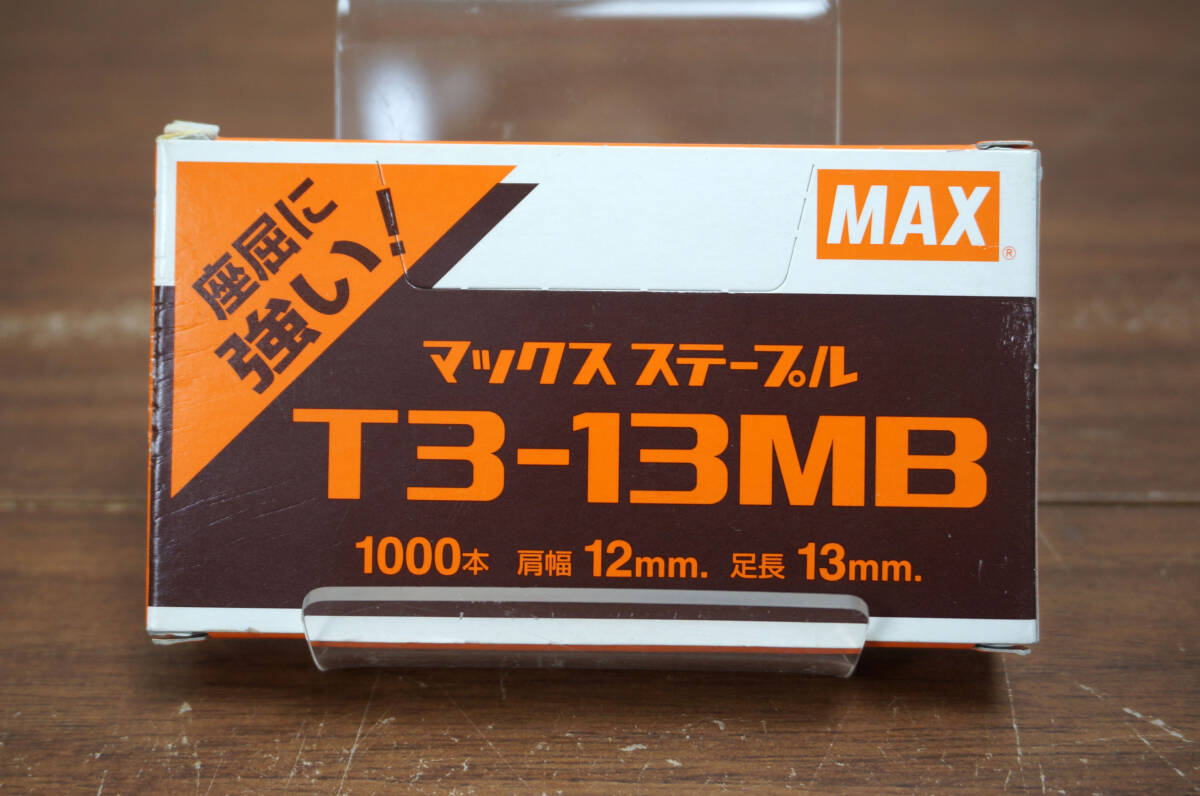 座屈に
強い!
MAX®
マックス ステープル
T3-13MB
1000本 肩幅 12mm. 足長 13mm.